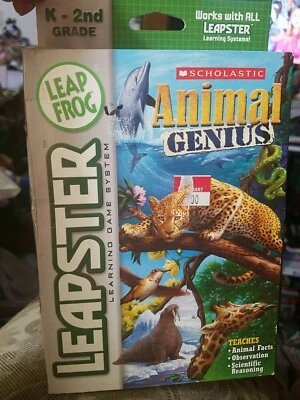 K - 2nd
GRADE
Works with ALL
LEAPSTER
Learning Systems!
LEAP
FROG
SCHOLASTIC
Animal
GENIUS
LEAPSTER
LEARNING GAME SYSTEM
TEACHES
• Animal Facts
• Observation
• Scientific
Reasoning